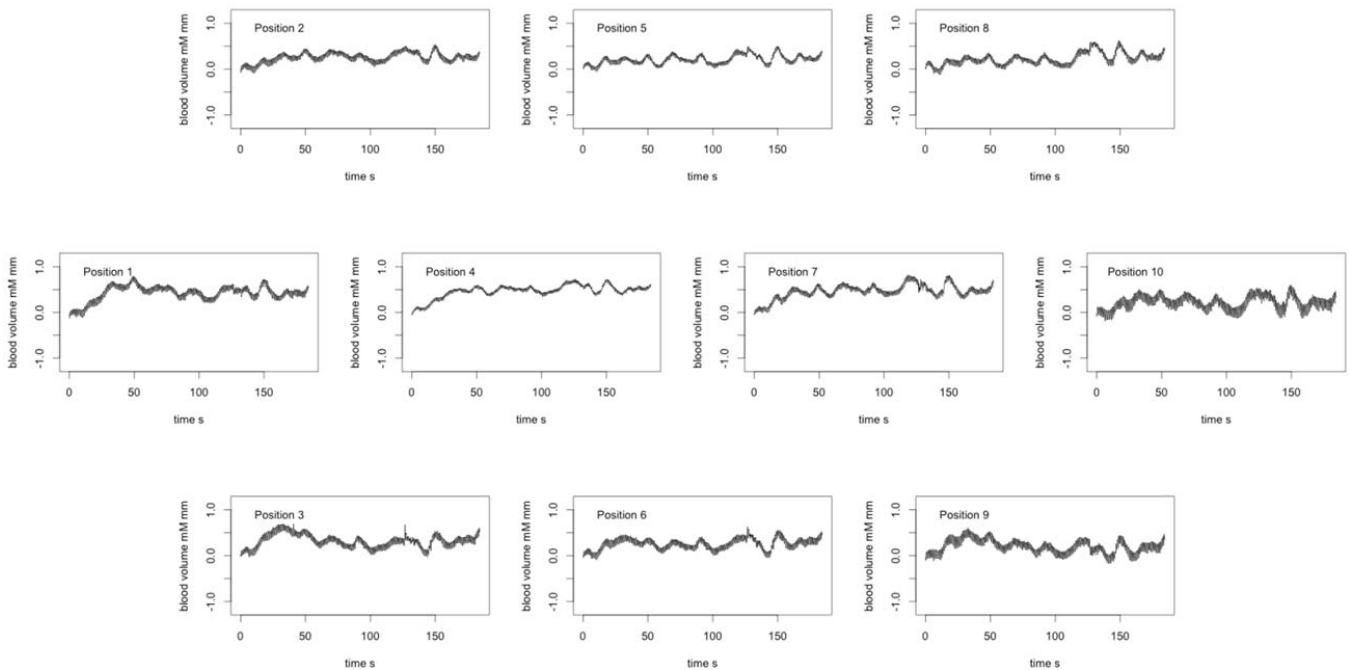 Position 2
blood volume mM mm
1.0
0.0
-1.0
0 50 100 150
time s
Position 5
blood volume mM mm
1.0
0.0
-1.0
0 50 100 150
time s
Position 8
blood volume mM mm
1.0
0.0
-1.0
0 50 100 150
time s
Position 1
blood volume mM mm
1.0
0.0
-1.0
0 50 100 150
time s
Position 4
blood volume mM mm
1.0
0.0
-1.0
0 50 100 150
time s
Position 7
blood volume mM mm
1.0
0.0
-1.0
0 50 100 150
time s
Position 10
blood volume mM mm
1.0
0.0
-1.0
0 50 100 150
time s
Position 3
blood volume mM mm
1.0
0.0
-1.0
0 50 100 150
time s
Position 6
blood volume mM mm
1.0
0.0
-1.0
0 50 100 150
time s
Position 9
blood volume mM mm
1.0
0.0
-1.0
0 50 100 150
time s